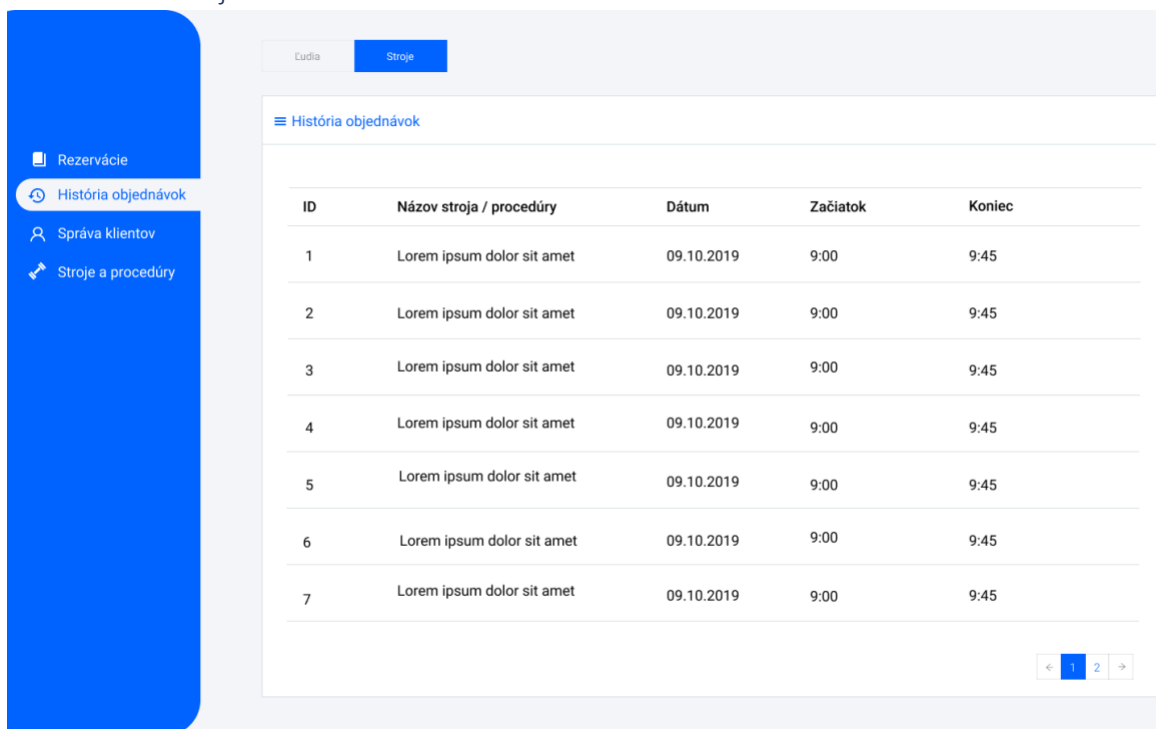 Ľudia Stroje
História objednávok
Rezervácie
História objednávok
Správa klientov
Stroje a procedúry
ID Názov stroja / procedúry Dátum Začiatok Koniec
1 Lorem ipsum dolor sit amet 09.10.2019 9:00 9:45
2 Lorem ipsum dolor sit amet 09.10.2019 9:00 9:45
3 Lorem ipsum dolor sit amet 09.10.2019 9:00 9:45
4 Lorem ipsum dolor sit amet 09.10.2019 9:00 9:45
5 Lorem ipsum dolor sit amet 09.10.2019 9:00 9:45
6 Lorem ipsum dolor sit amet 09.10.2019 9:00 9:45
7 Lorem ipsum dolor sit amet 09.10.2019 9:00 9:45
← 1 2 →